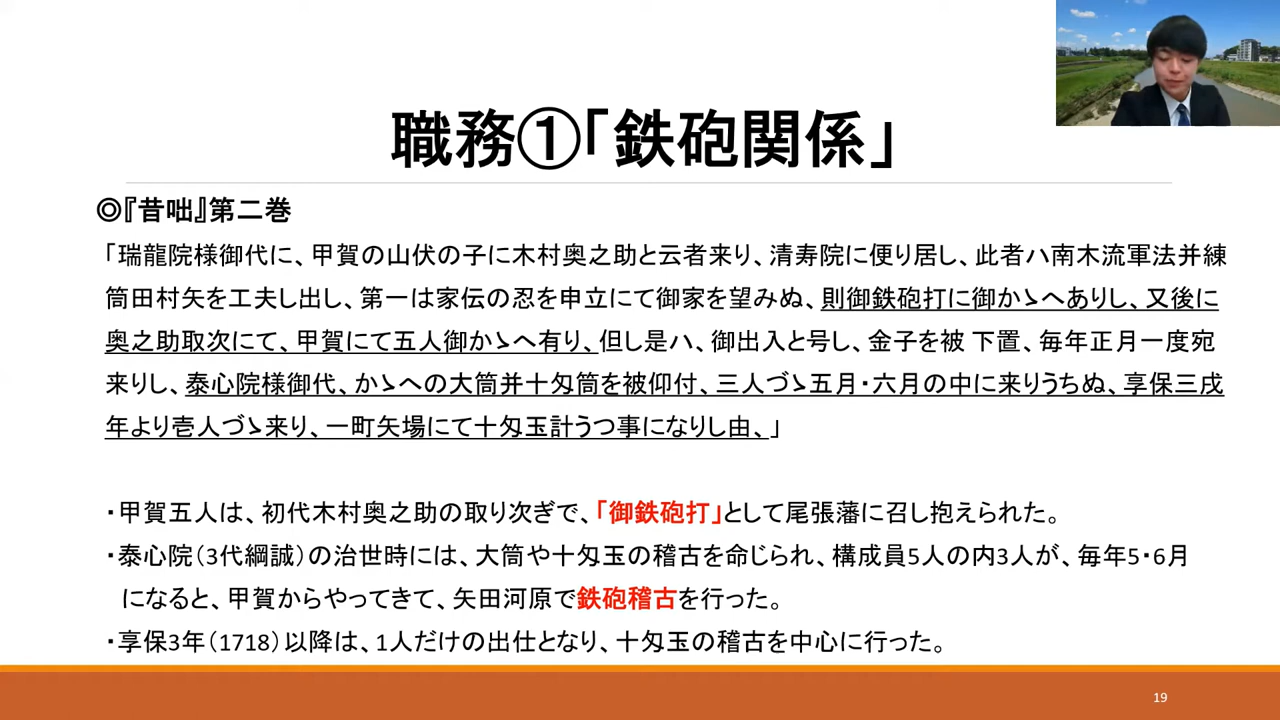 職務①「鉄砲関係」
◎『昔咄』第二巻
「瑞龍院様御代に、甲賀の山伏の子に木村奥之助と云者来り、清寿院に便り居し、此者ハ南木流軍法并練
筒田村矢を工夫し出し、第一は家伝の忍を申立にて御家を望みぬ、則御鉄砲打に御かゝへありし、又後に
奥之助取次にて、甲賀にて五人御かゝへ有り、但し是ハ、御出入と号し、金子を被 下置、毎年正月一度宛
来りし、泰心院様御代、かゝへの大筒并十匁筒を被仰付、三人づゝ五月・六月の中に来りうちぬ、享保三戌
年より壱人づゝ来り、一町矢場にて十匁玉計うつ事になりし由、」
・甲賀五人は、初代木村奥之助の取り次ぎで、「御鉄砲打」として尾張藩に召し抱えられた。
・泰心院（3代綱誠）の治世時には、大筒や十匁玉の稽古を命じられ、構成員5人の内3人が、毎年5・6月
になると、甲賀からやってきて、矢田河原で鉄砲稽古を行った。
・享保3年（1718）以降は、1人だけの出仕となり、十匁玉の稽古を中心に行った。
19